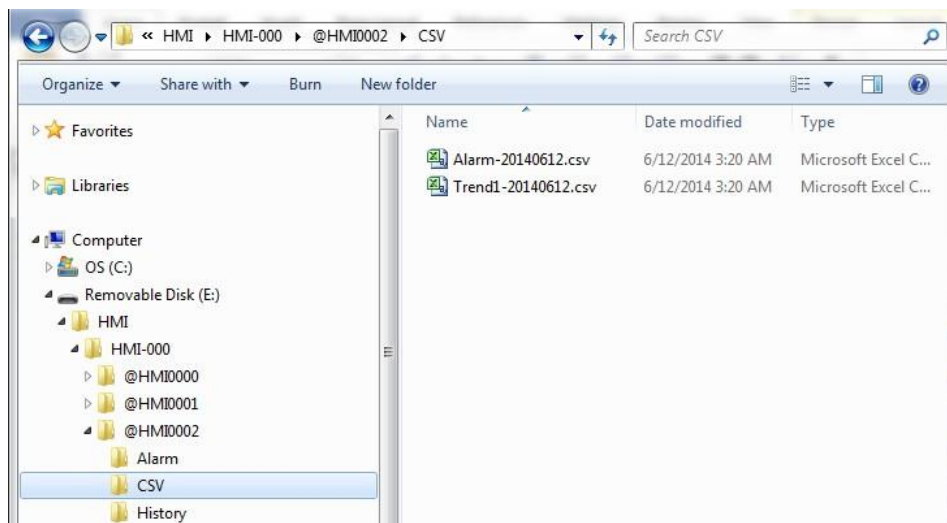 « HMI ▸ HMI-000 ▸ @HMI0002 ▸ CSV
Search CSV
Organize Share with Burn New folder
Name Date modified Type
Favorites
Alarm-20140612.csv 6/12/2014 3:20 AM Microsoft Excel C...
Trend1-20140612.csv 6/12/2014 3:20 AM Microsoft Excel C...
Libraries
Computer
OS (C:)
Removable Disk (E:)
HMI
HMI-000
@HMI0000
@HMI0001
@HMI0002
Alarm
CSV
History